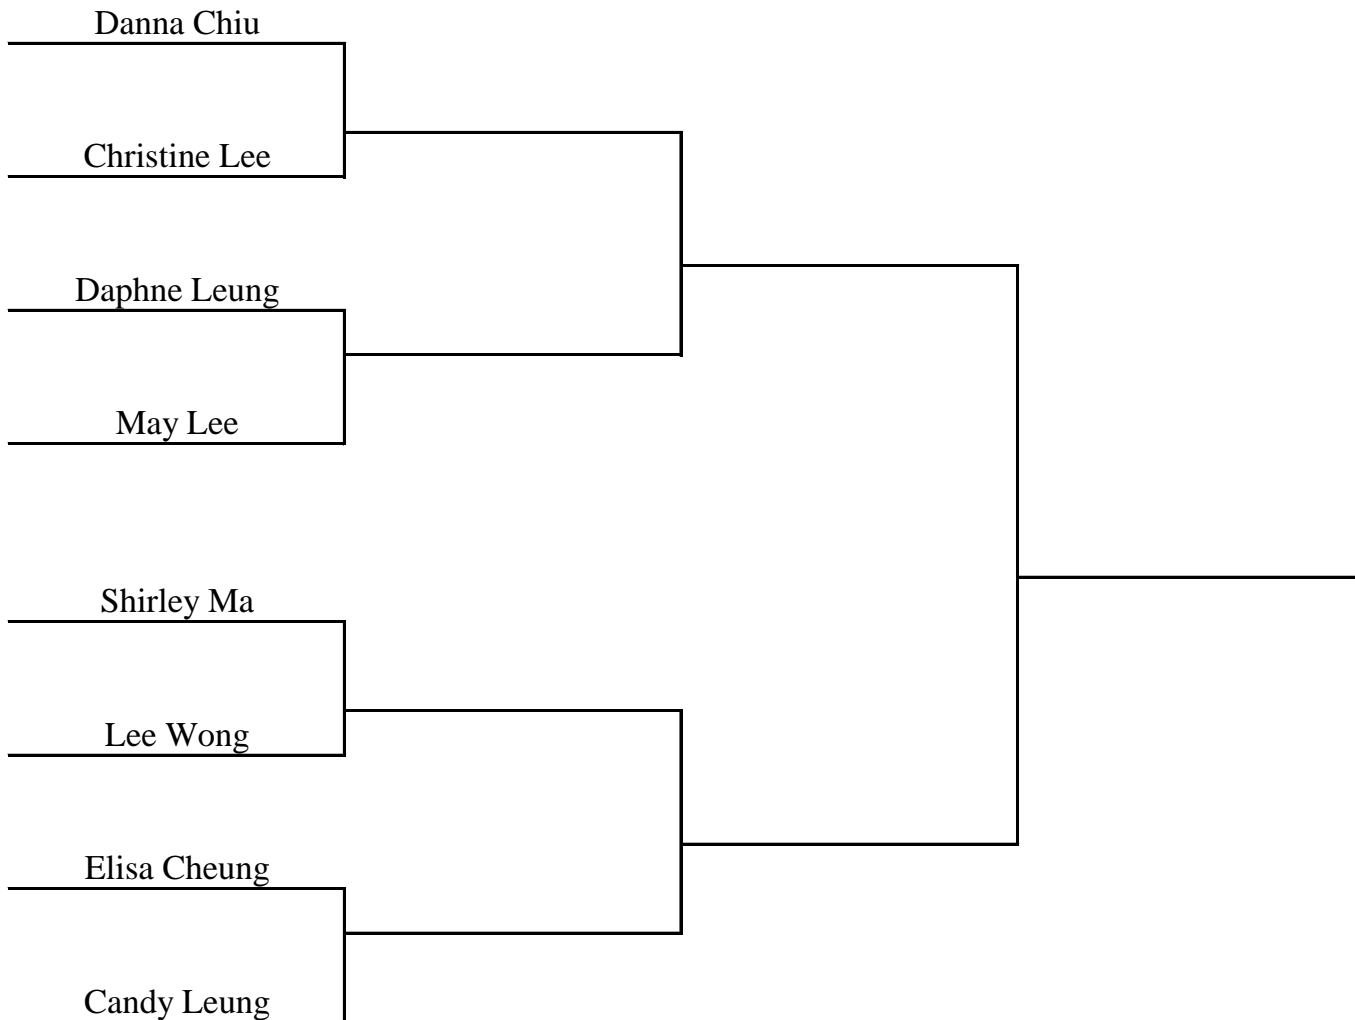 Danna Chiu
Christine Lee
Daphne Leung
May Lee
Shirley Ma
Lee Wong
Elisa Cheung
Candy Leung